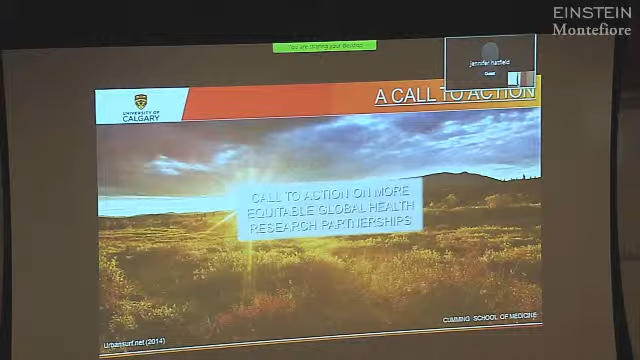 EINSTEIN
Montefiore
You are sharing your desktop
jennifer hatfield
Guest
UNIVERSITY OF
CALGARY
A CALL TO ACTION
CALL TO ACTION ON MORE
EQUITABLE GLOBAL HEALTH
RESEARCH PARTNERSHIPS
CUMMING SCHOOL OF MEDICINE
Urbansurf.net (2014)